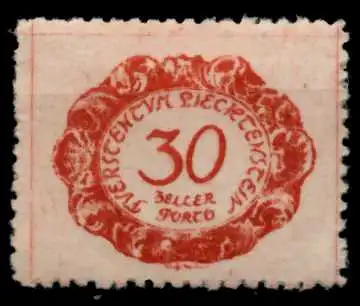 FVERSTENTVM LIECHTENSTEIN
30
HELLER
PORTO